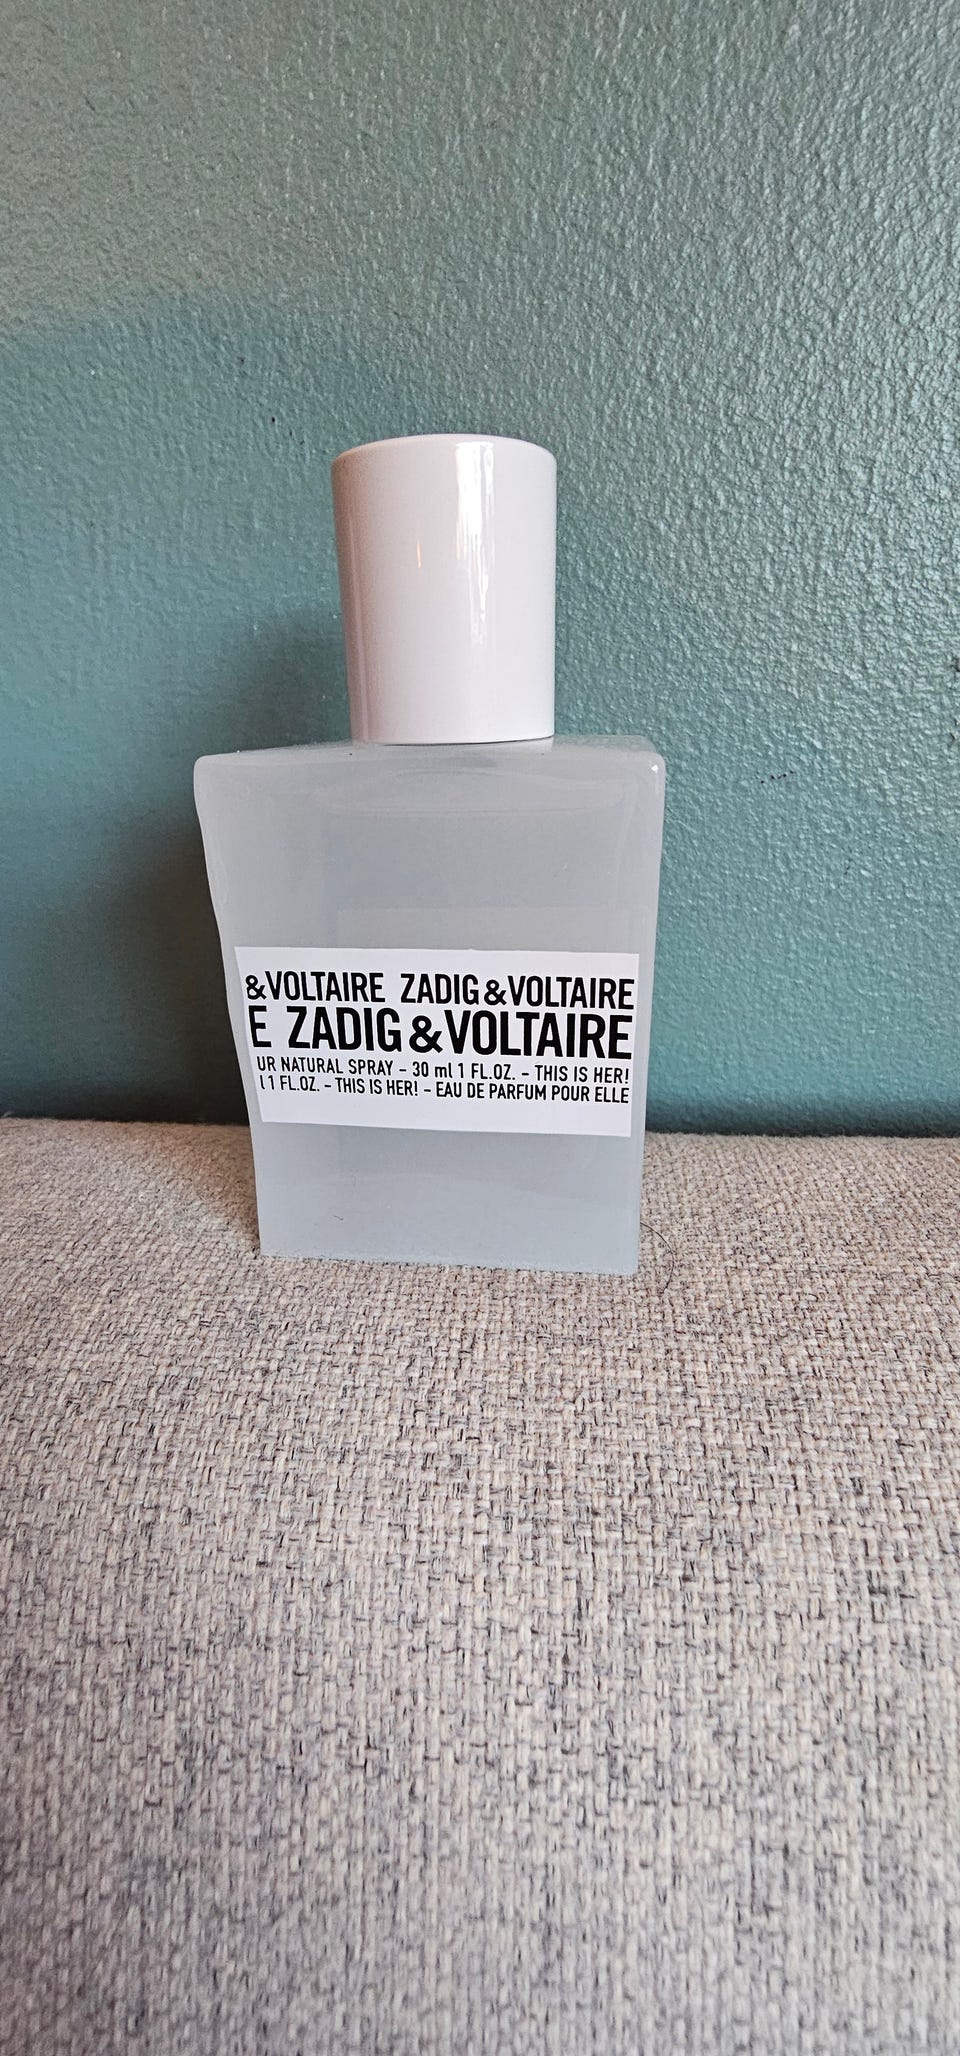 &VOLTAIRE ZADIG&VOLTAIRE
E ZADIG&VOLTAIRE
UR NATURAL SPRAY - 30 ml 1 FL.OZ. - THIS IS HER!
l 1 FL.OZ. - THIS IS HER! - EAU DE PARFUM POUR ELLE